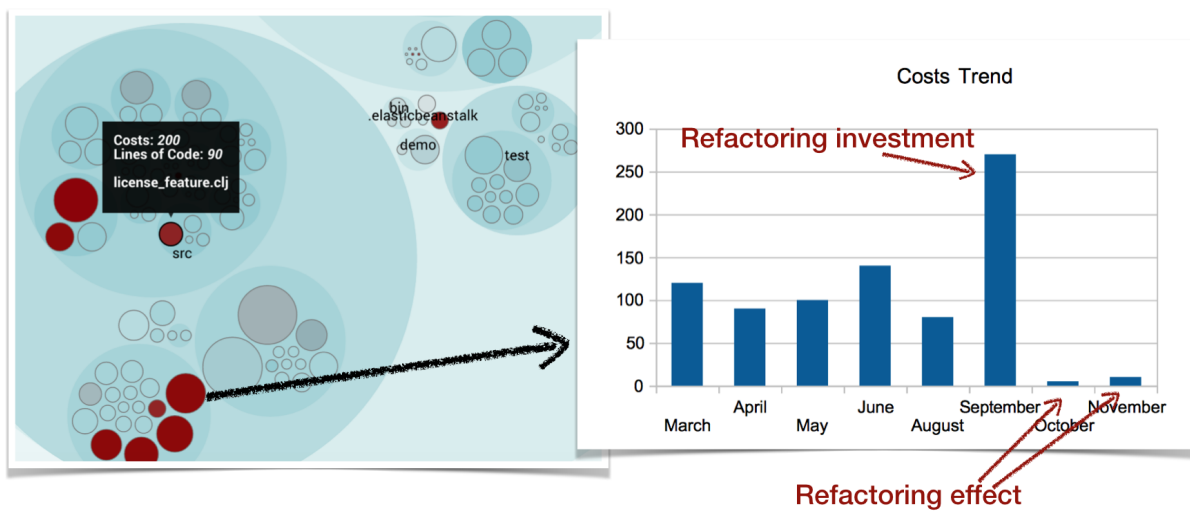 bin
.elasticbeanstalk
demo
test
Costs: 200
Lines of Code: 90
license_feature.clj
src
Costs Trend
300
250
200
150
100
50
0
Refactoring investment
March
April
May
June
August
September
October
November
Refactoring effect